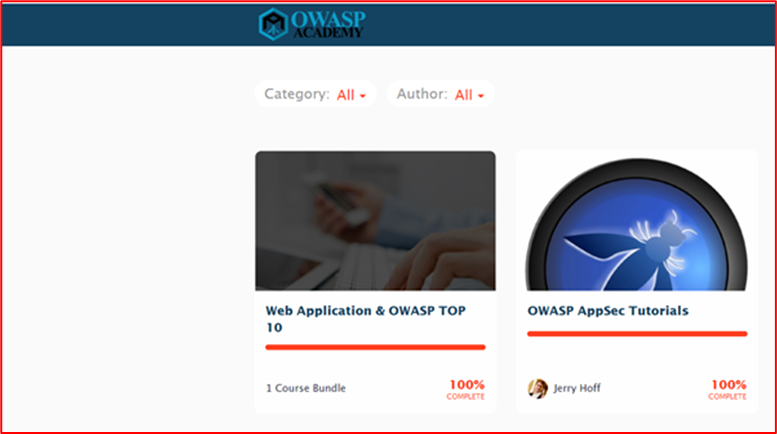 OWASP
ACADEMY
Category: All
Author: All
Web Application & OWASP TOP
10
1 Course Bundle
100%
COMPLETE
OWASP AppSec Tutorials
Jerry Hoff
100%
COMPLETE